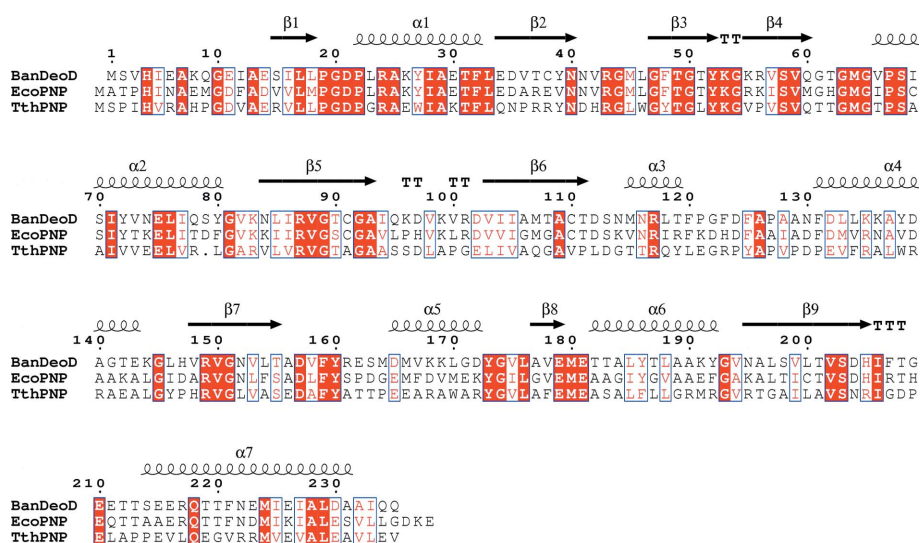 β1 α1 β2 β3 TT β4
1 10 20 30 40 50 60
BanDeoD MSVHIEAKQGEIAESILLPGDPLRAKYIAETFLEDVTCYNNVRGMLGFTGTYKGKRVSVQGTGMGVPSI
EcoPNP MATPHINAEMGDFADVVLMPGDPLRAKYIAETFLEDAREVNNVRGMLGFTGTYKGRKISVMGHGMGIPSC
TthPNP MSPIHVRAHPGDVAERVLLPGDPGRAEWIAKTFLQNPRRYNDHRGLWGYTGLYKGVPVSVQTTGMGTPSA
α2 β5 TT TT β6 α3 α4
70 80 90 100 110 120 130
BanDeoD SIYVNELIQSYGVKNLIRVGTCGAIQKDVKVRDVIIAMTACTDSNMNRLTFPGFDFAPAANFDLLKKAYD
EcoPNP SIYTKELITDFGVKKIIRVGSCGAVLPHVKLRDVVIGMGACTDSKVNRIRFKDHDFAAIADFDMVRNAVD
TthPNP AIVVEELVR.LGARVLVRVGTAGAASSDLAPGELIVAQGAVPLDGTTRQYLEGRPYAPVPDPEVFRALWR
β7 α5 β8 α6 β9 TTT
140 150 160 170 180 190 200
BanDeoD AGTEKGLHVRVGNVLTADVFYRESMDMVKKLGDYGVLAVEMETTALYTLAAKYGVNALSVLTVSDHIFTG
EcoPNP AAKALGIDARVGNLFSADLFYSPDGEMFDVMEKYGILGVEMEAAGIYGVAAEFGAKALTICTVSDHIRTH
TthPNP RAEALGYPHRVGLVASEDAFYATTPEEARAWARYGVLAFEMEASALFLLGRMRGVRTGAILAVSNRIGDP
α7
210 220 230
BanDeoD EETTSEERQTTFNEMIEIALDAAIQQ
EcoPNP EQTTAAERQTTFNDMIKIALESVLLGDKE
TthPNP ELAPPEVLQEGVRRMVEVALEAVLEV